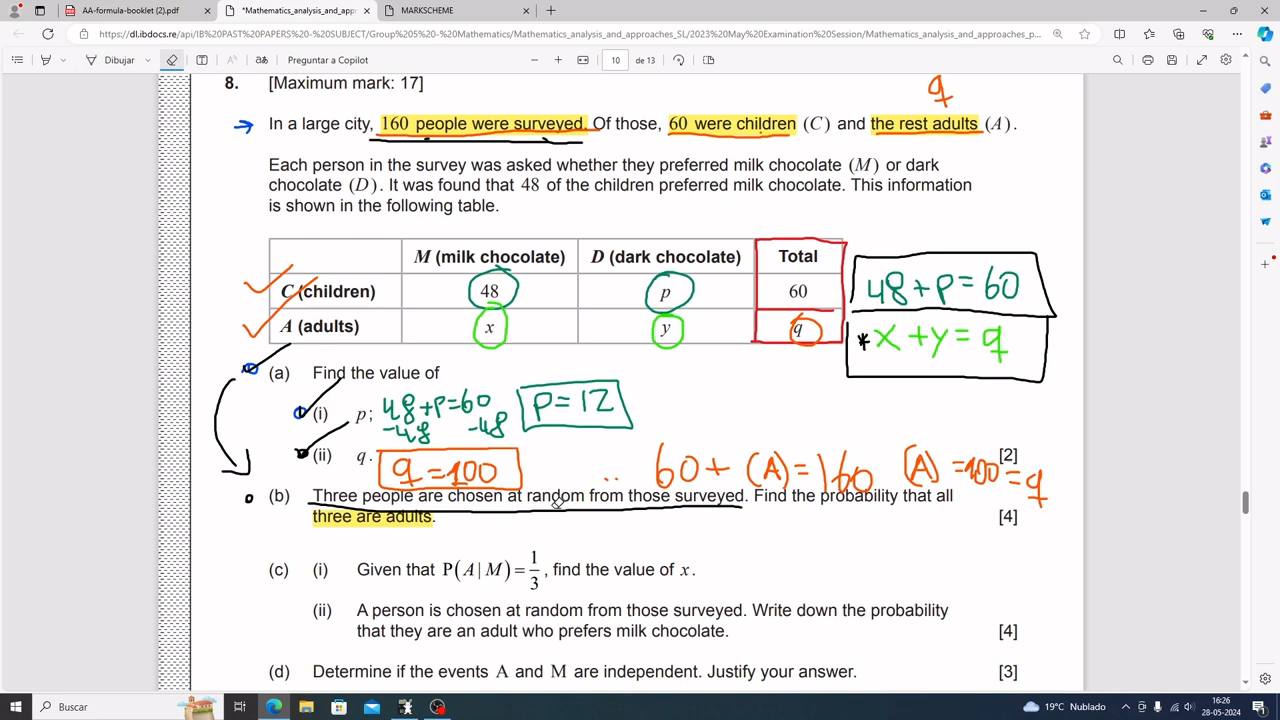 AA-formula-booklet (2).pdf
*Mathematics_analysis_and_app
MARKSCHEME
https://dl.ibdocs.re/api/IB%20PAST%20PAPERS%20-%20SUBJECT/Group%205%20-%20Mathematics/Mathematics_analysis_and_approaches_SL/2023%20May%20Examination%20Session/Mathematics_analysis_and_approaches_p...
Dibujar
Preguntar a Copilot
10
de 13
q
8. [Maximum mark: 17]
In a large city, 160 people were surveyed. Of those, 60 were children (C) and the rest adults (A).
Each person in the survey was asked whether they preferred milk chocolate (M) or dark
chocolate (D). It was found that 48 of the children preferred milk chocolate. This information
is shown in the following table.
M (milk chocolate) D (dark chocolate) Total
C (children) 48 p 60
A (adults) x y q
48+p=60
*x+y=q
(a) Find the value of
(i) p; 48+p=60 p=12
-48 -48
(ii) q. [2]
q=100 .. 60+(A)=160 (A)=100=q
(b) Three people are chosen at random from those surveyed. Find the probability that all
three are adults. [4]
(c) (i) Given that P(A|M)=1/3, find the value of x.
(ii) A person is chosen at random from those surveyed. Write down the probability
that they are an adult who prefers milk chocolate. [4]
(d) Determine if the events A and M are independent. Justify your answer. [3]
Buscar
19°C Nublado
16:26
28-05-2024